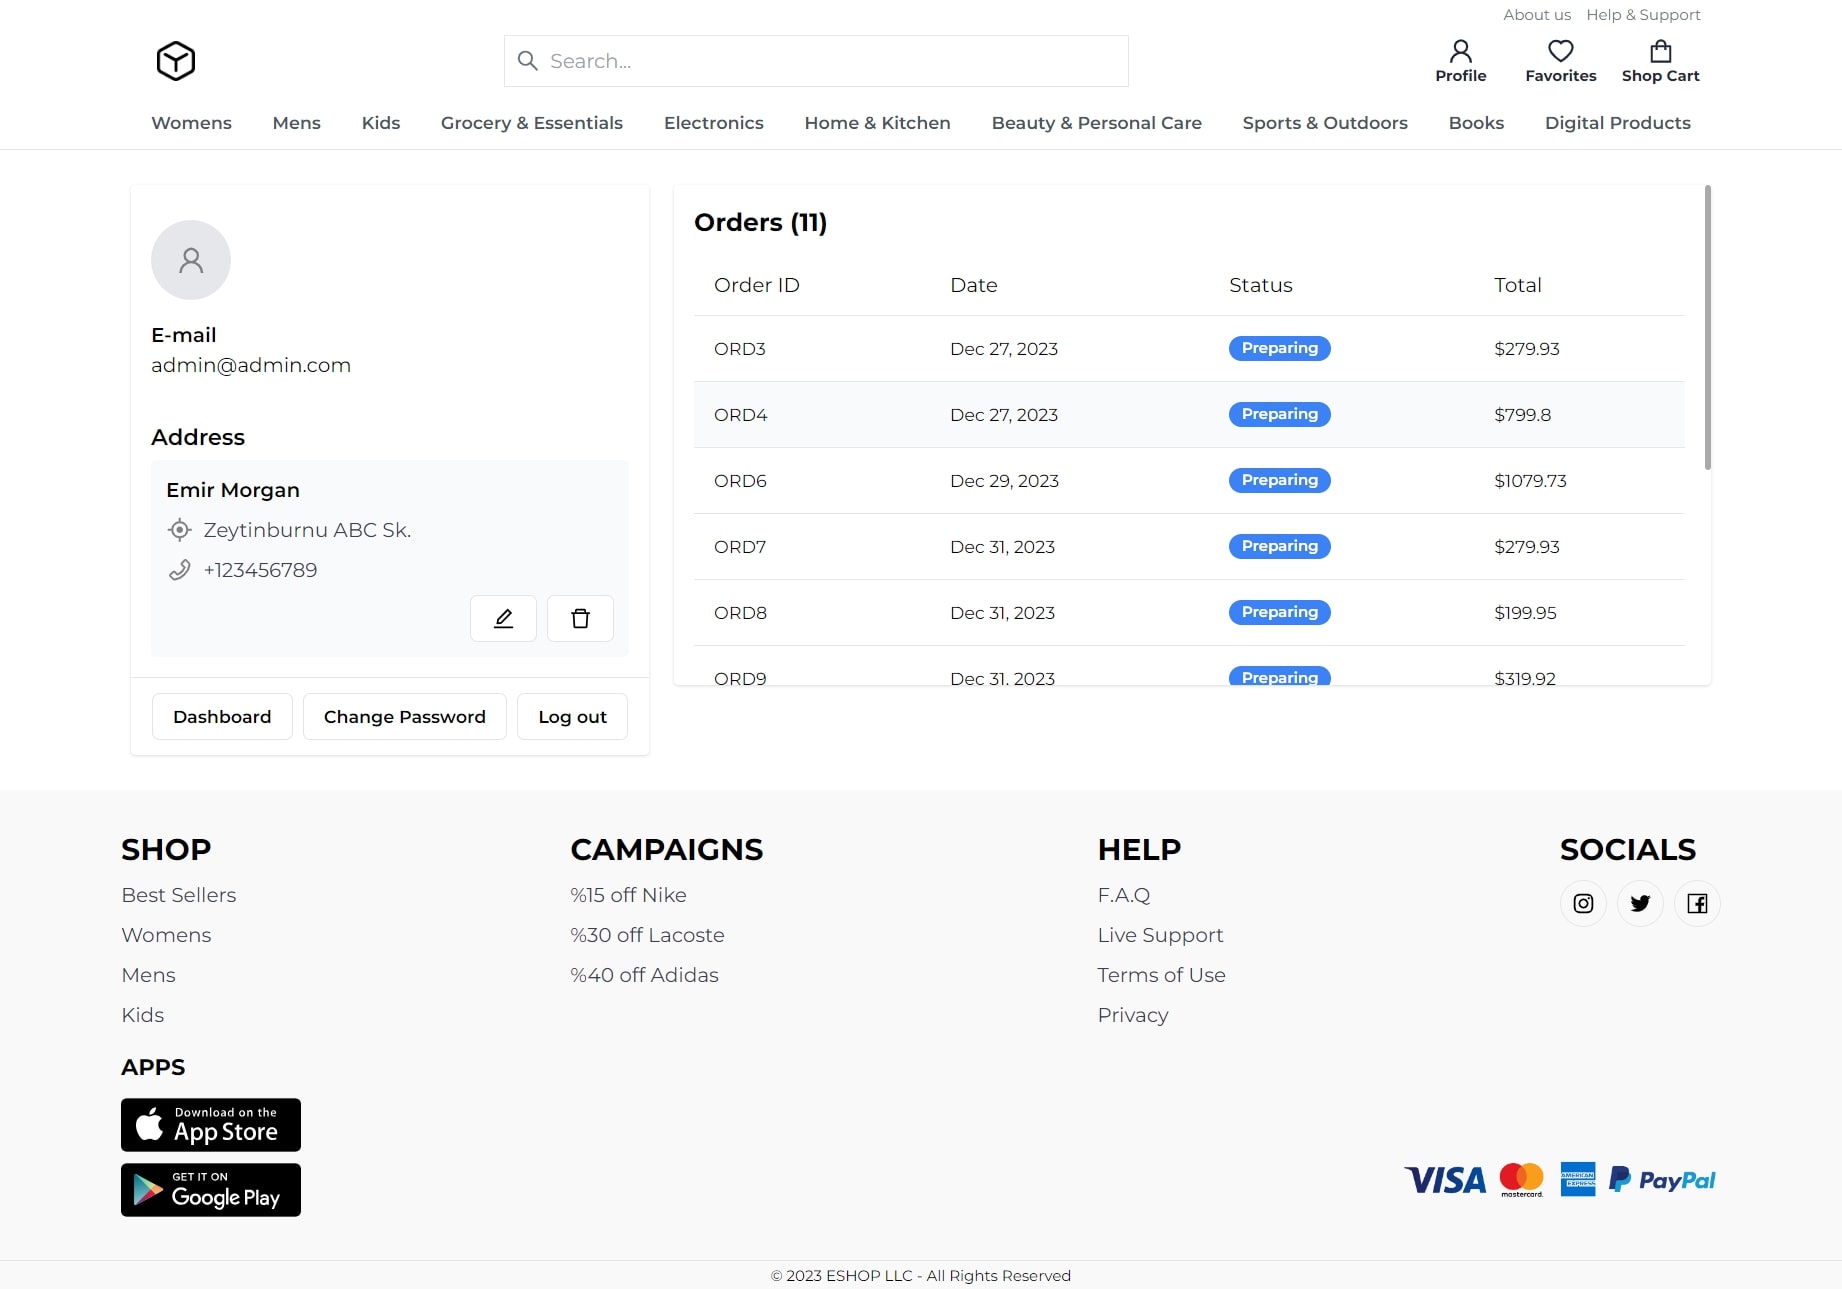 About us Help & Support
Search...
Profile Favorites Shop Cart
Womens Mens Kids Grocery & Essentials Electronics Home & Kitchen Beauty & Personal Care Sports & Outdoors Books Digital Products
E-mail
admin@admin.com
Address
Emir Morgan
Zeytinburnu ABC Sk.
+123456789
Dashboard Change Password Log out
Orders (11)
Order ID Date Status Total
ORD3 Dec 27, 2023 Preparing $279.93
ORD4 Dec 27, 2023 Preparing $799.8
ORD6 Dec 29, 2023 Preparing $1079.73
ORD7 Dec 31, 2023 Preparing $279.93
ORD8 Dec 31, 2023 Preparing $199.95
ORD9 Dec 31, 2023 Preparing $319.92
SHOP
Best Sellers
Womens
Mens
Kids
CAMPAIGNS
%15 off Nike
%30 off Lacoste
%40 off Adidas
HELP
F.A.Q
Live Support
Terms of Use
Privacy
SOCIALS
APPS
Download on the
App Store
GET IT ON
Google Play
VISA
mastercard.
AMERICAN
EXPRESS
PayPal
© 2023 ESHOP LLC - All Rights Reserved